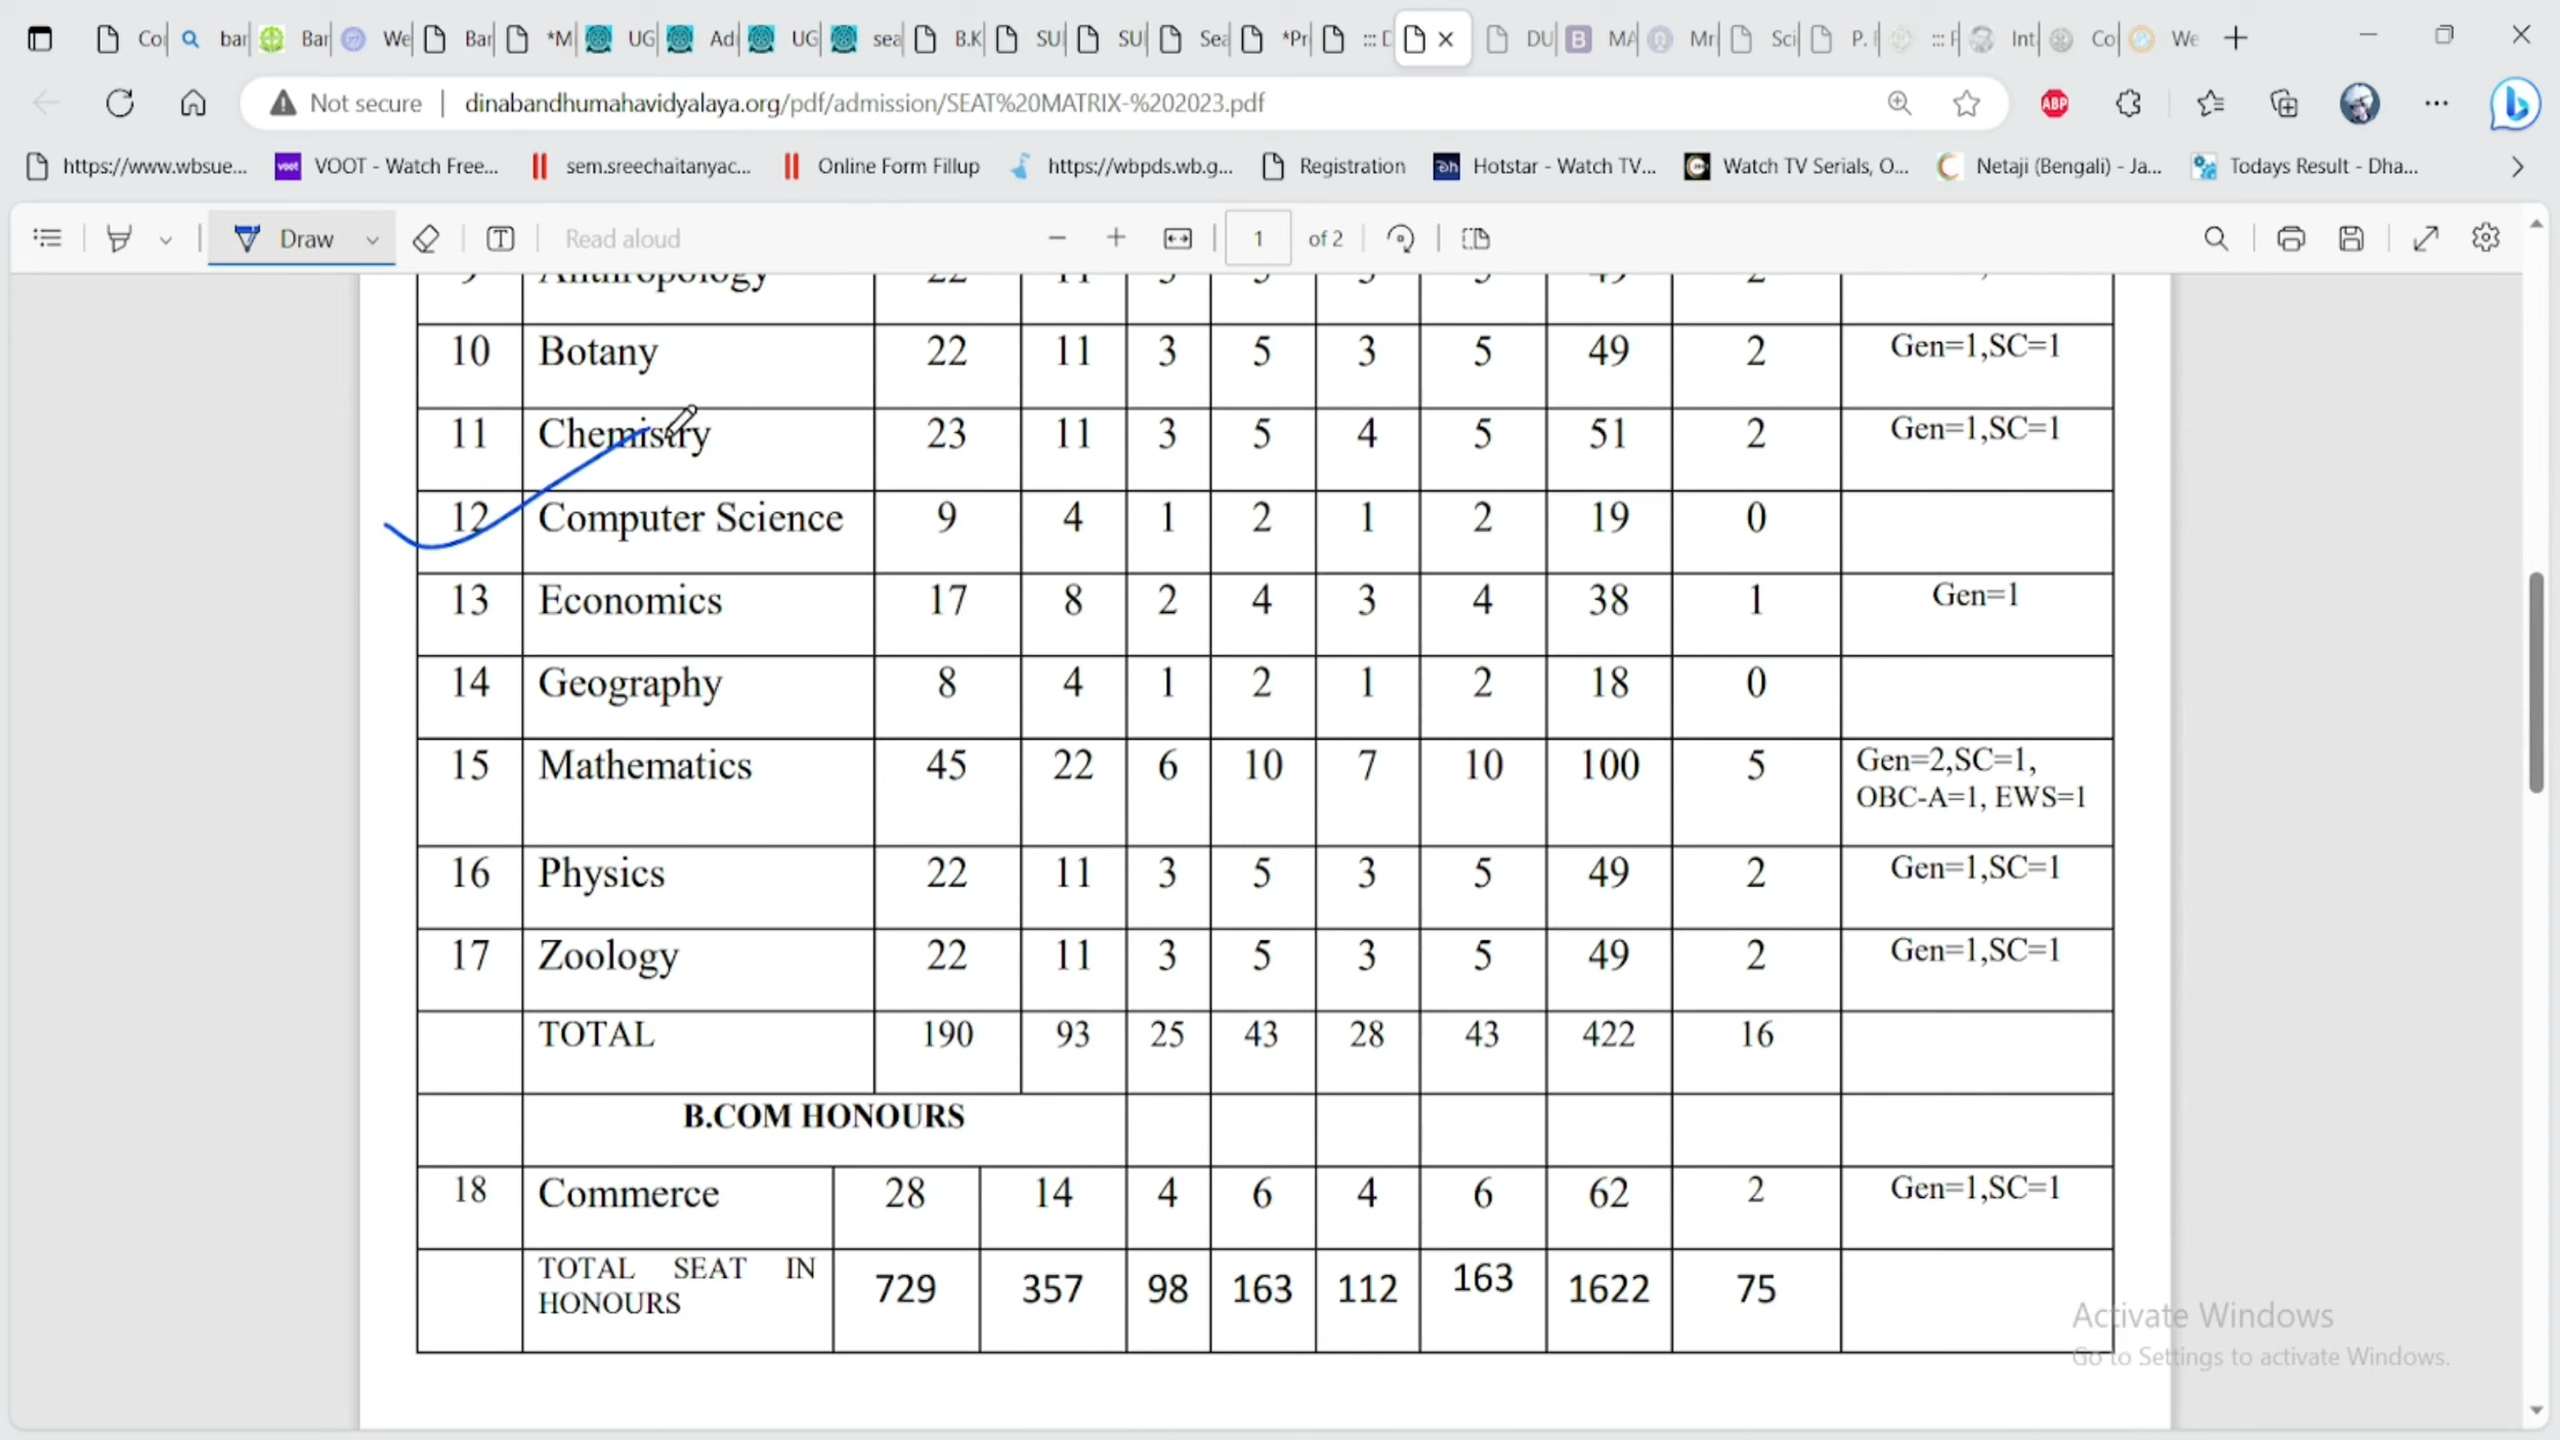 Co bar Bar We Bar *M UG Ad UG sea B.K SU SU Sea *Pr ::: D DU MA Mr Sci P. I ::: F Int Co We
Not secure | dinabandhumahavidyalaya.org/pdf/admission/SEAT%20MATRIX-%202023.pdf ABP
https://www.wbsue... VOOT - Watch Free... sem.sreechaitanyac... Online Form Fillup https://wbpds.wb.g... Registration Hotstar - Watch TV... Watch TV Serials, O... Netaji (Bengali) - Ja... Todays Result - Dha...
Draw Read aloud 1 of 2
9 Anthropology 22 11 3 5 3 5 49 2
10 Botany 22 11 3 5 3 5 49 2 Gen=1,SC=1
11 Chemistry 23 11 3 5 4 5 51 2 Gen=1,SC=1
12 Computer Science 9 4 1 2 1 2 19 0
13 Economics 17 8 2 4 3 4 38 1 Gen=1
14 Geography 8 4 1 2 1 2 18 0
15 Mathematics 45 22 6 10 7 10 100 5 Gen=2,SC=1,
OBC-A=1, EWS=1
16 Physics 22 11 3 5 3 5 49 2 Gen=1,SC=1
17 Zoology 22 11 3 5 3 5 49 2 Gen=1,SC=1
TOTAL 190 93 25 43 28 43 422 16
B.COM HONOURS
18 Commerce 28 14 4 6 4 6 62 2 Gen=1,SC=1
TOTAL SEAT IN
HONOURS 729 357 98 163 112 163 1622 75
Activate Windows
Go to Settings to activate Windows.